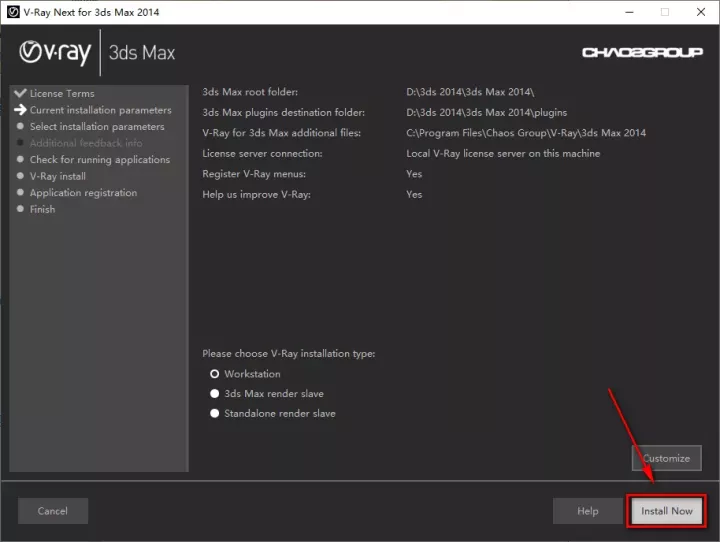 V-Ray Next for 3ds Max 2014
v·ray
3ds Max
CHAOSGROUP
License Terms
Current installation parameters
Select installation parameters
Additional feedback info
Check for running applications
V-Ray install
Application registration
Finish
3ds Max root folder: D:\3ds 2014\3ds Max 2014\
3ds Max plugins destination folder: D:\3ds 2014\3ds Max 2014\plugins
V-Ray for 3ds Max additional files: C:\Program Files\Chaos Group\V-Ray\3ds Max 2014
License server connection: Local V-Ray license server on this machine
Register V-Ray menus: Yes
Help us improve V-Ray: Yes
Please choose V-Ray installation type:
Workstation
3ds Max render slave
Standalone render slave
Customize
Cancel
Help
Install Now